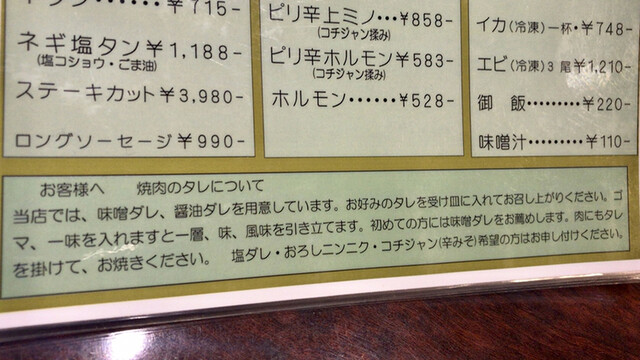 ¥715-
ネギ塩タン¥1,188-
(塩コショウ・ごま油)
ステーキカット¥3,980-
ロングソーセージ¥990-
ピリ辛上ミノ…¥858-
(コチジャン揉み)
ピリ辛ホルモン¥583-
(コチジャン揉み)
ホルモン……¥528-
イカ(冷凍)一杯・¥748-
エビ(冷凍)3尾¥1,210-
御飯………¥220-
味噌汁………¥110-
お客様へ 焼肉のタレについて
当店では、味噌ダレ、醤油ダレを用意しています。お好みのタレを受け皿に入れてお召し上がりください。ゴ
マ、一味を入れますと一層、味、風味を引き立てます。初めての方には味噌ダレをお薦めします。肉にもタレ
を掛けて、お焼きください。 塩ダレ・おろしニンニク・コチジャン(辛みそ)希望の方はお申し付けください。